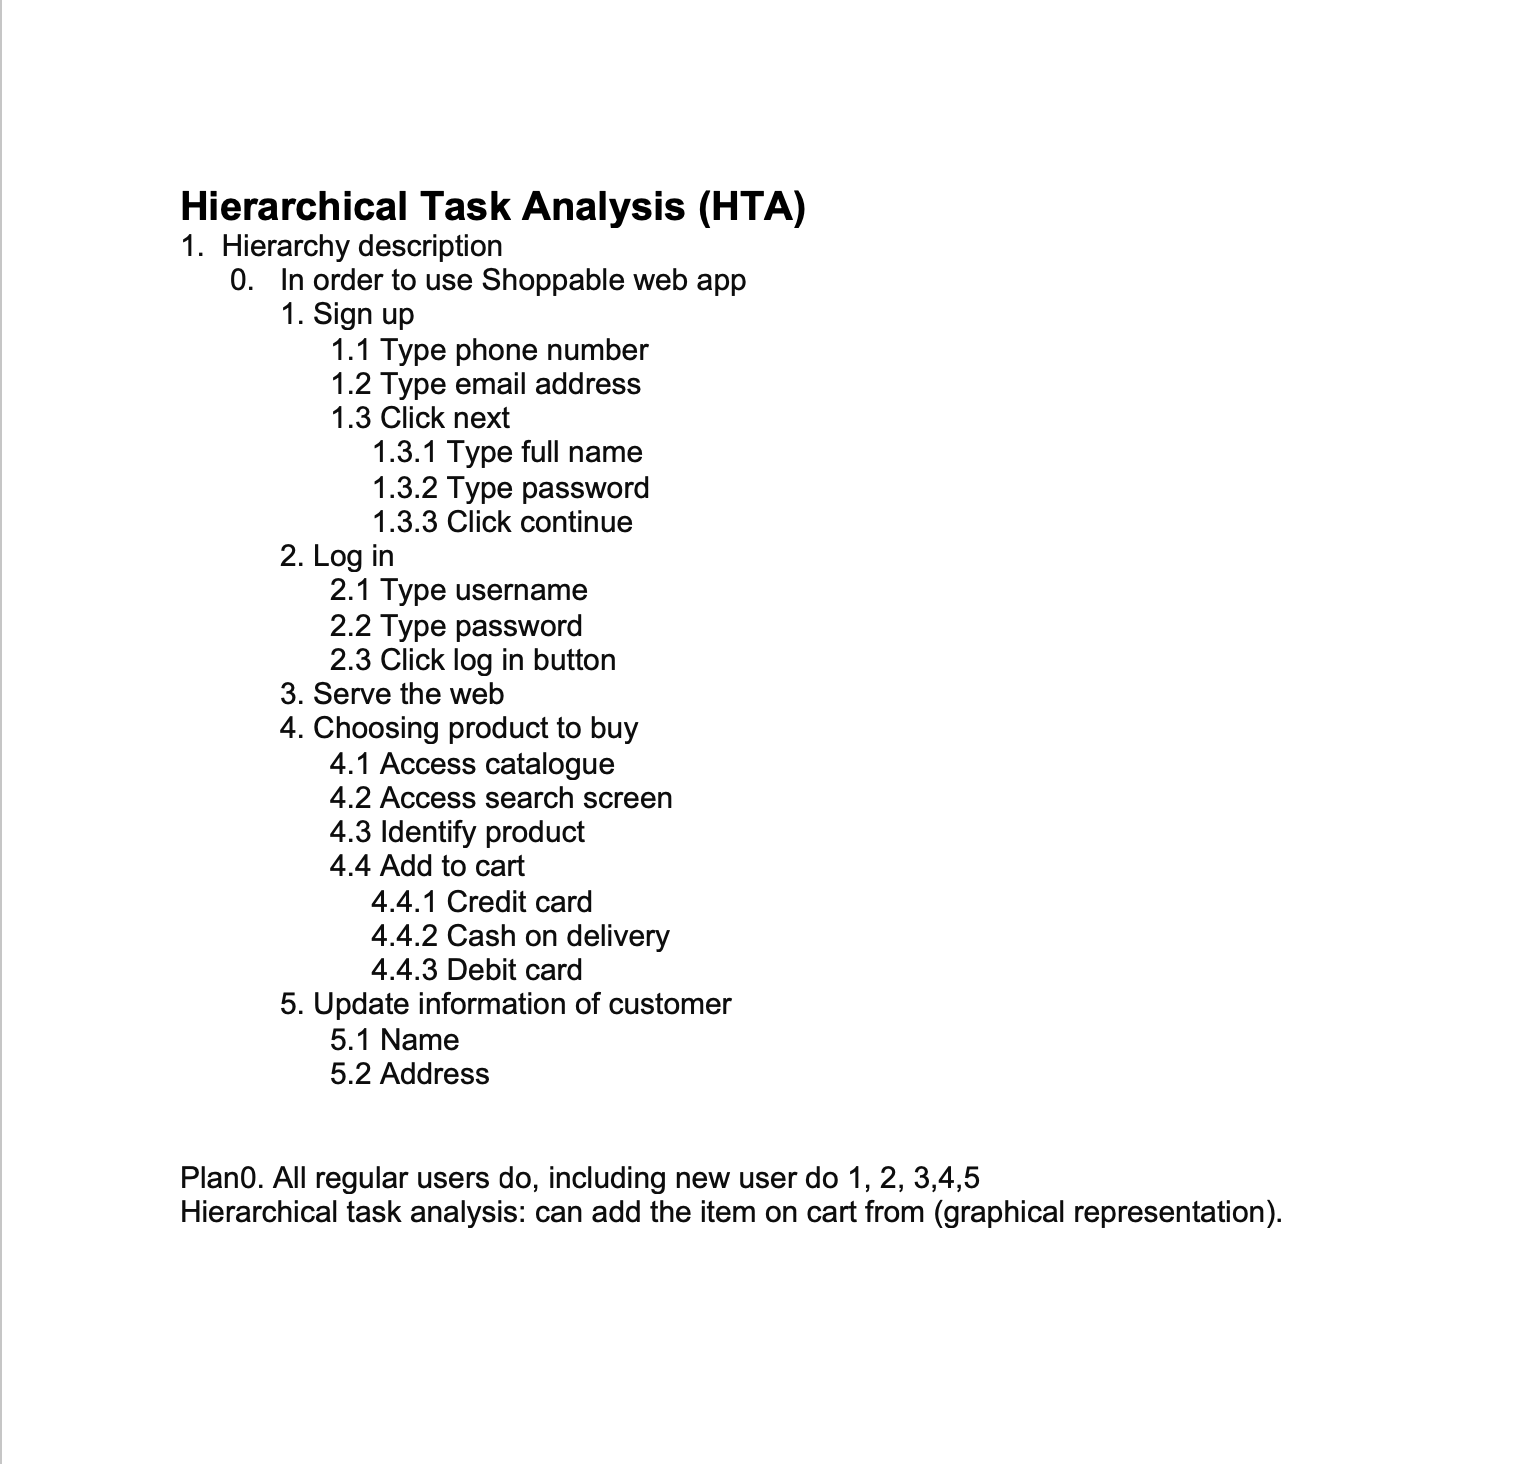 Hierarchical Task Analysis (HTA)
1. Hierarchy description
0. In order to use Shoppable web app
1. Sign up
1.1 Type phone number
1.2 Type email address
1.3 Click next
1.3.1 Type full name
1.3.2 Type password
1.3.3 Click continue
2. Log in
2.1 Type username
2.2 Type password
2.3 Click log in button
3. Serve the web
4. Choosing product to buy
4.1 Access catalogue
4.2 Access search screen
4.3 Identify product
4.4 Add to cart
4.4.1 Credit card
4.4.2 Cash on delivery
4.4.3 Debit card
5. Update information of customer
5.1 Name
5.2 Address
Plan0. All regular users do, including new user do 1, 2, 3,4,5
Hierarchical task analysis: can add the item on cart from (graphical representation).